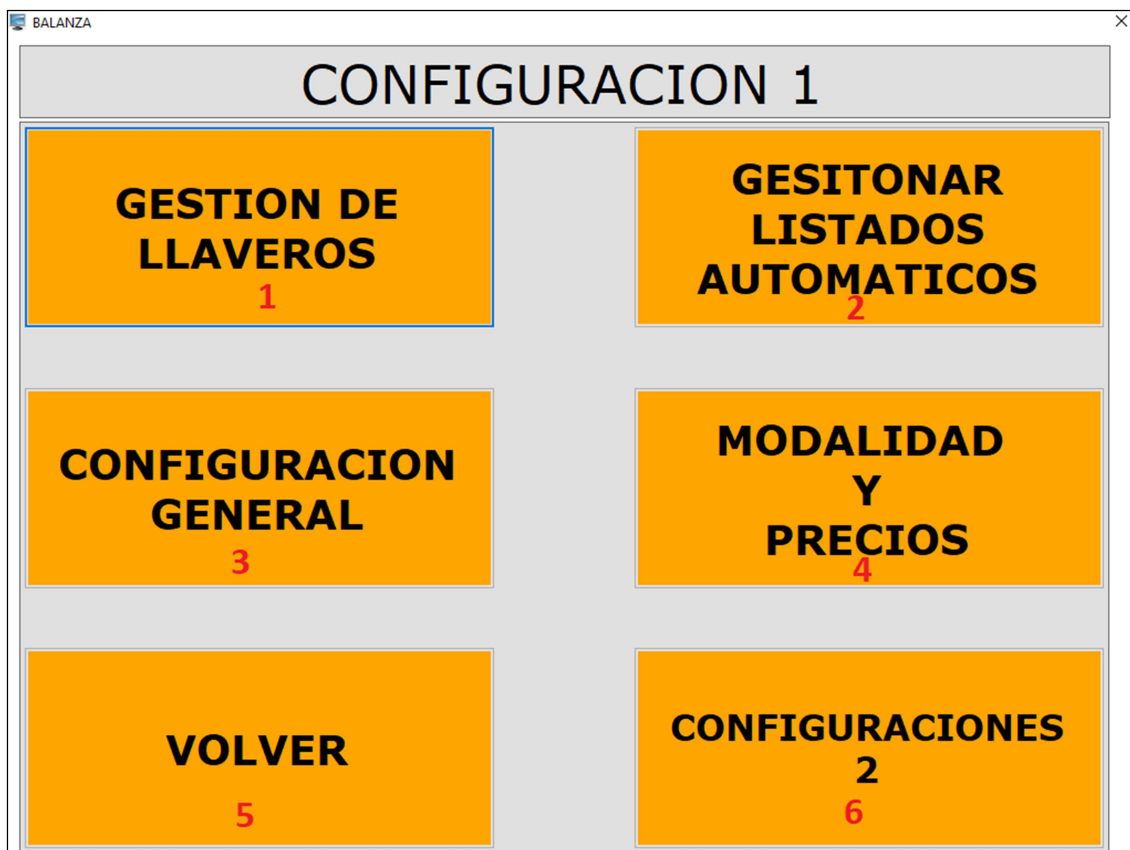 BALANZA
CONFIGURACION 1
GESTION DE
LLAVEROS
1
GESITONAR
LISTADOS
AUTOMATICOS
2
CONFIGURACION
GENERAL
3
MODALIDAD
Y
PRECIOS
4
VOLVER
5
CONFIGURACIONES
2
6